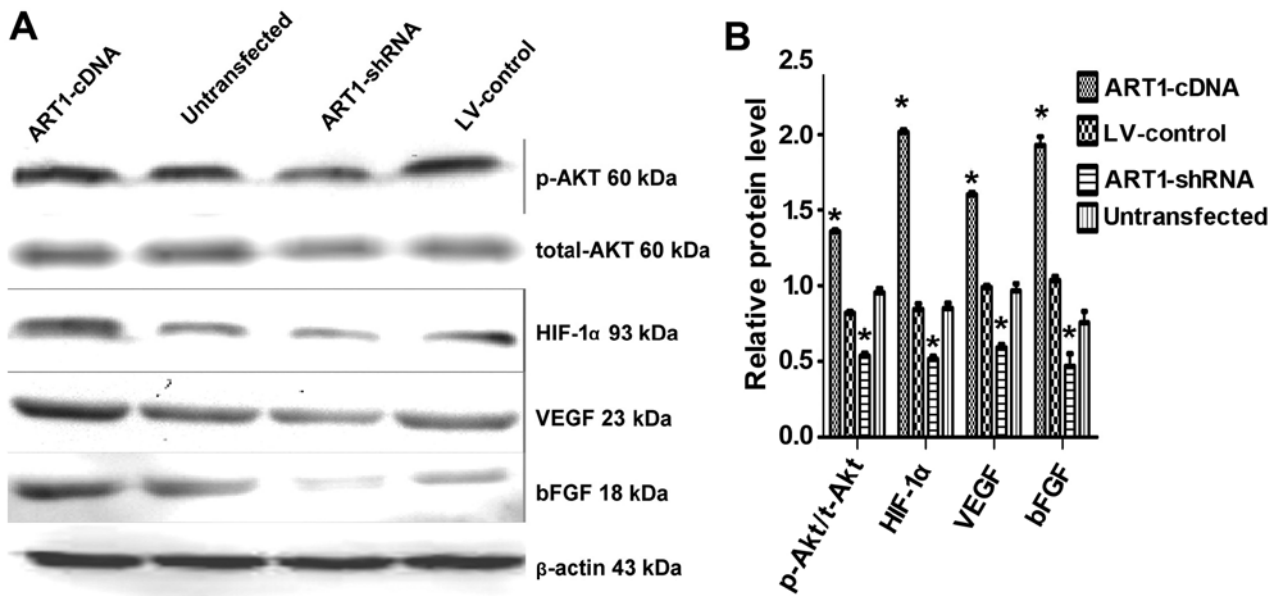 A
ART1-cDNA
Untransfected
ART1-shRNA
LV-control
p-AKT 60 kDa
total-AKT 60 kDa
HIF-1α 93 kDa
VEGF 23 kDa
bFGF 18 kDa
β-actin 43 kDa
B
Relative protein level
2.5
2.0
1.5
1.0
0.5
0.0
* * * *
* * * *
p-Akt/t-Akt
HIF-1α
VEGF
bFGF
ART1-cDNA
LV-control
ART1-shRNA
Untransfected